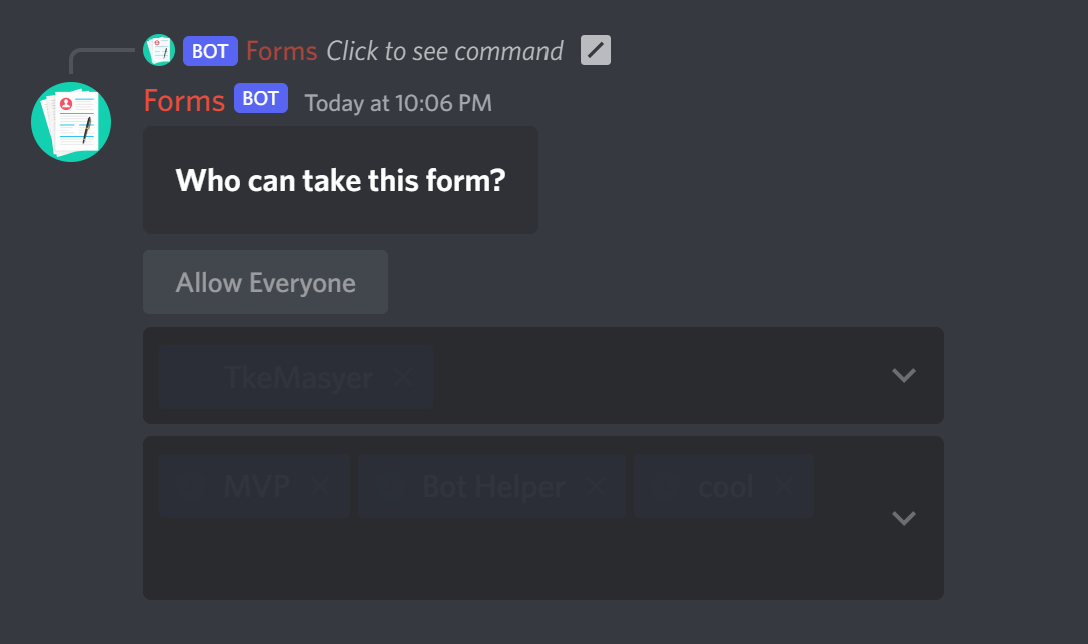 BOT Forms Click to see command
Forms BOT Today at 10:06 PM
Who can take this form?
Allow Everyone
TkeMasyer
MVP Bot Helper cool